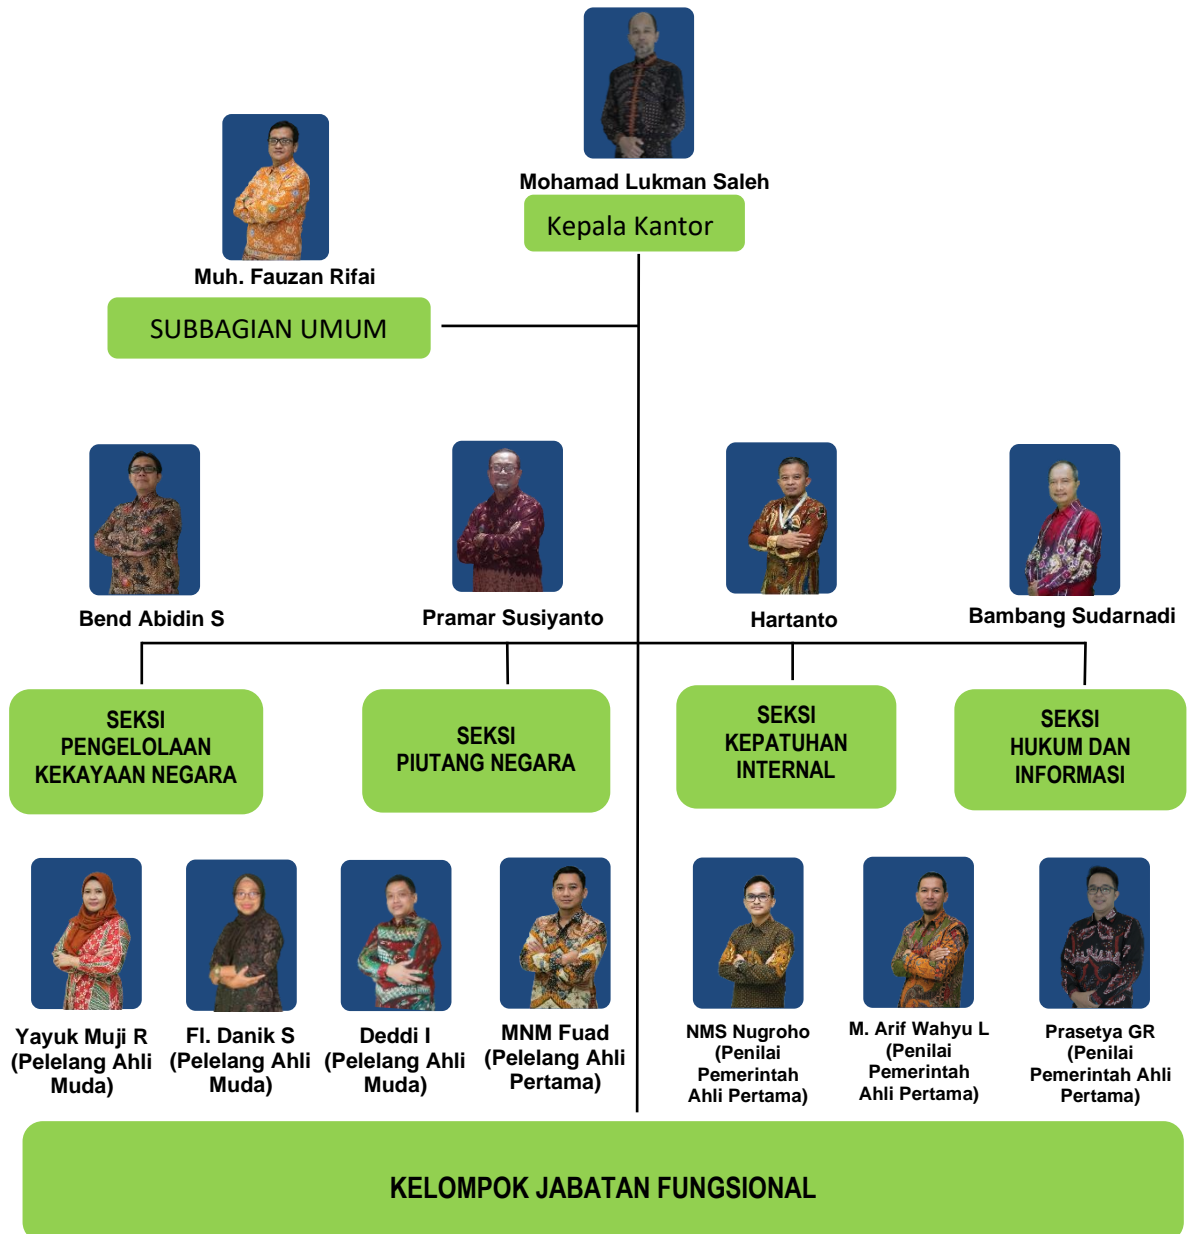 Mohamad Lukman Saleh
Kepala Kantor
Muh. Fauzan Rifai
SUBBAGIAN UMUM
Bend Abidin S
Pramar Susiyanto
Hartanto
Bambang Sudarnadi
SEKSI
PENGELOLAAN
KEKAYAAN NEGARA
SEKSI
PIUTANG NEGARA
SEKSI
KEPATUHAN
INTERNAL
SEKSI
HUKUM DAN
INFORMASI
Yayuk Muji R
(Pelelang Ahli
Muda)
Fl. Danik S
(Pelelang Ahli
Muda)
Deddi I
(Pelelang Ahli
Muda)
MNM Fuad
(Pelelang Ahli
Pertama)
NMS Nugroho
(Penilai
Pemerintah
Ahli Pertama)
M. Arif Wahyu L
(Penilai
Pemerintah
Ahli Pertama)
Prasetya GR
(Penilai
Pemerintah Ahli
Pertama)
KELOMPOK JABATAN FUNGSIONAL